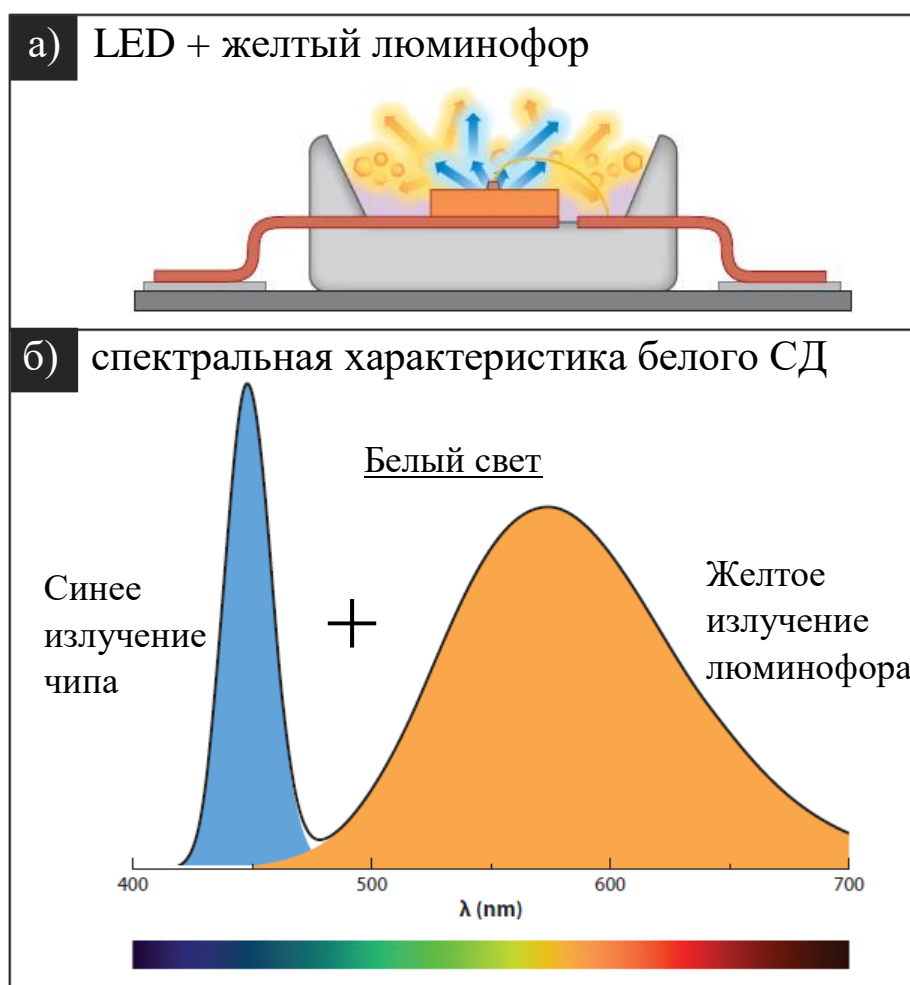 а) LED + желтый люминофор
б) спектральная характеристика белого СД
Белый свет
Синее
излучение
чипа
+
Желтое
излучение
люминофора
400 500 600 700
λ (nm)